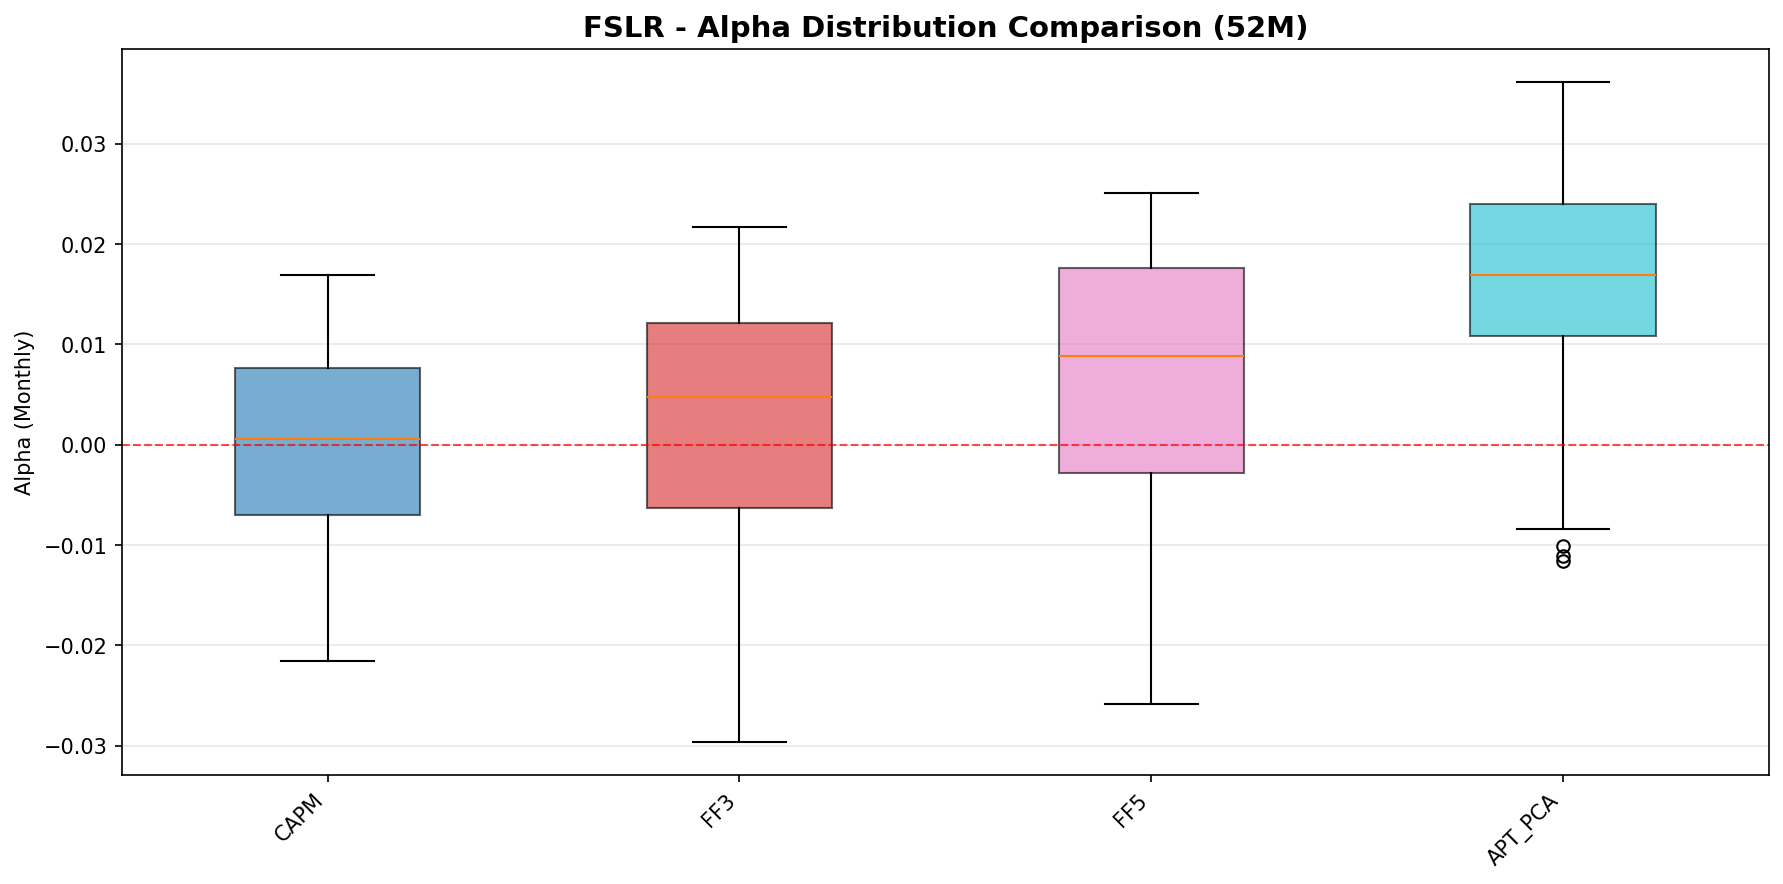 FSLR - Alpha Distribution Comparison (52M)
Alpha (Monthly)
0.03
0.02
0.01
0.00
−0.01
−0.02
−0.03
CAPM
FF3
FF5
APT_PCA